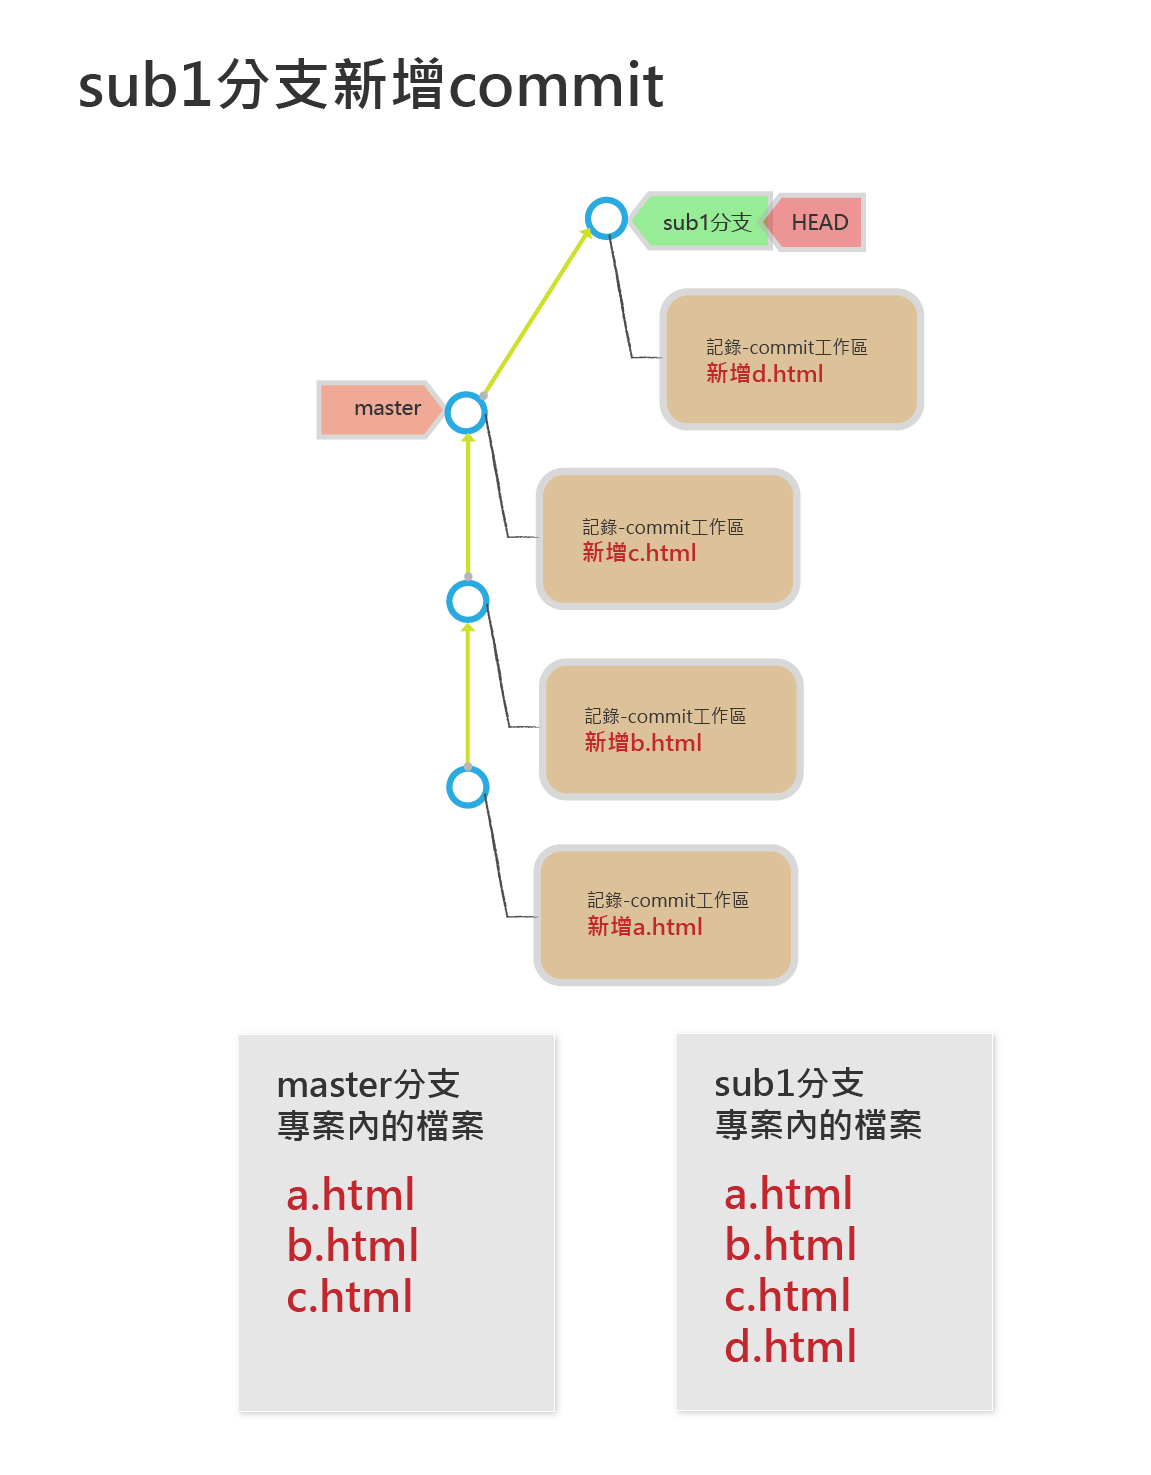 sub1分支新增commit
sub1分支
HEAD
記錄-commit工作區
新增d.html
master
記錄-commit工作區
新增c.html
記錄-commit工作區
新增b.html
記錄-commit工作區
新增a.html
master分支
專案內的檔案
a.html
b.html
c.html
sub1分支
專案內的檔案
a.html
b.html
c.html
d.html